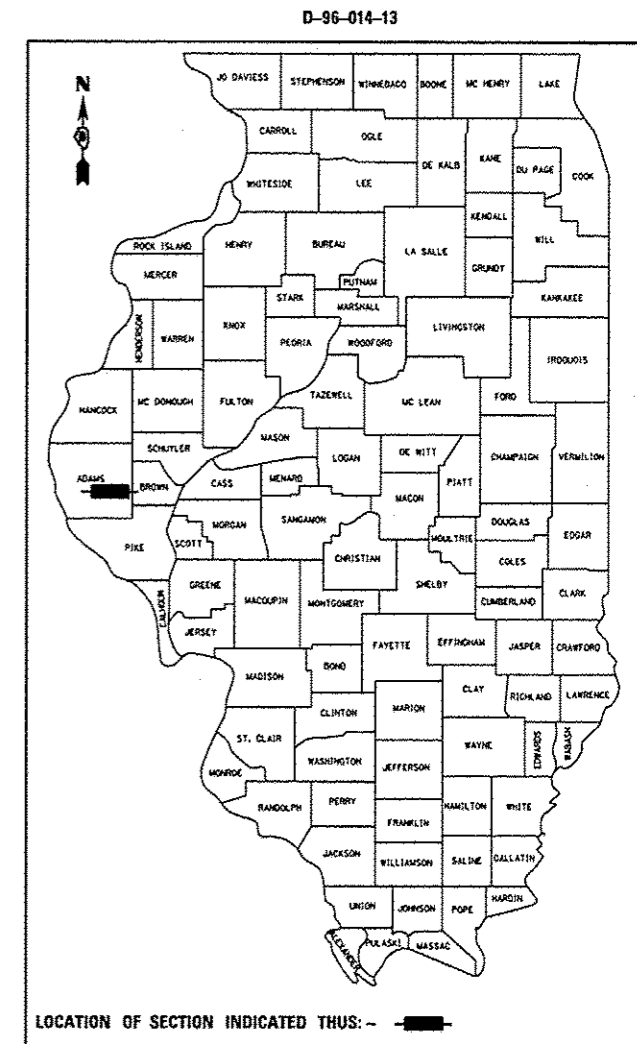 D-96-014-13
N
JO DAVIESS STEPHENSON WINNEBAGO BOONE MC HENRY LAKE
CARROLL OGLE
DE KALB KANE DU PAGE COOK
WHITESIDE LEE
KENDALL WILL
ROCK ISLAND HENRY BUREAU LA SALLE GRUNDY
MERCER PUTNAM KANKAKEE
STARK MARSHALL
HENDERSON WARREN KNOX PEORIA WOODFORD LIVINGSTON IROQUOIS
HANCOCK MC DONOUGH FULTON TAZEWELL MC LEAN FORD
MASON
SCHUYLER LOGAN DE WITT CHAMPAIGN VERMILION
ADAMS BROWN CASS MENARD PIATT
MACON
MORGAN SANGAMON DOUGLAS
PIKE SCOTT MOULTRIE EDGAR
CHRISTIAN COLES
GREENE SHELBY
CALHOUN MACOUPIN MONTGOMERY CUMBERLAND CLARK
JERSEY
FAYETTE EFFINGHAM JASPER CRAWFORD
BOND
MADISON CLAY RICHLAND LAWRENCE
CLINTON MARION
ST. CLAIR WAYNE EDWARDS WABASH
WASHINGTON JEFFERSON
MONROE
RANDOLPH PERRY HAMILTON WHITE
FRANKLIN
JACKSON WILLIAMSON SALINE GALLATIN
UNION JOHNSON POPE HARDIN
ALEXANDER PULASKI MASSAC
LOCATION OF SECTION INDICATED THUS: -